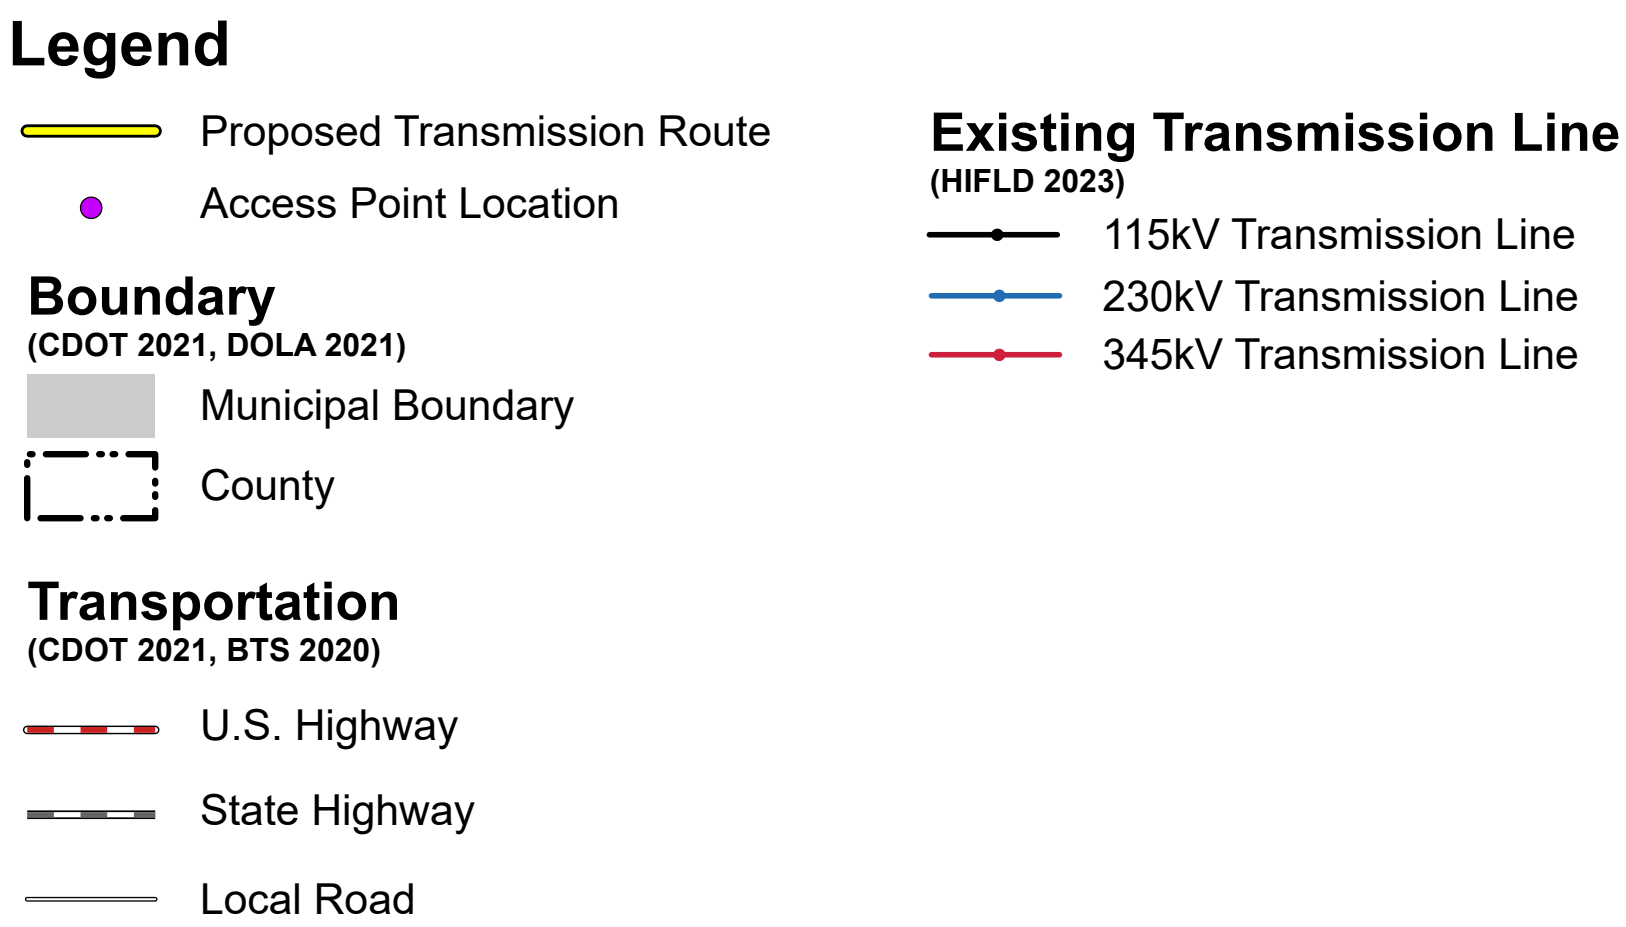 Legend
Proposed Transmission Route
Access Point Location
Boundary
(CDOT 2021, DOLA 2021)
Municipal Boundary
County
Transportation
(CDOT 2021, BTS 2020)
U.S. Highway
State Highway
Local Road
Existing Transmission Line
(HIFLD 2023)
115kV Transmission Line
230kV Transmission Line
345kV Transmission Line